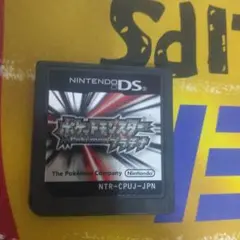 NINTENDO DS
ポケットモンスター
プラチナ
The Pokémon Company
Nintendo
NTR-CPUJ-JPN